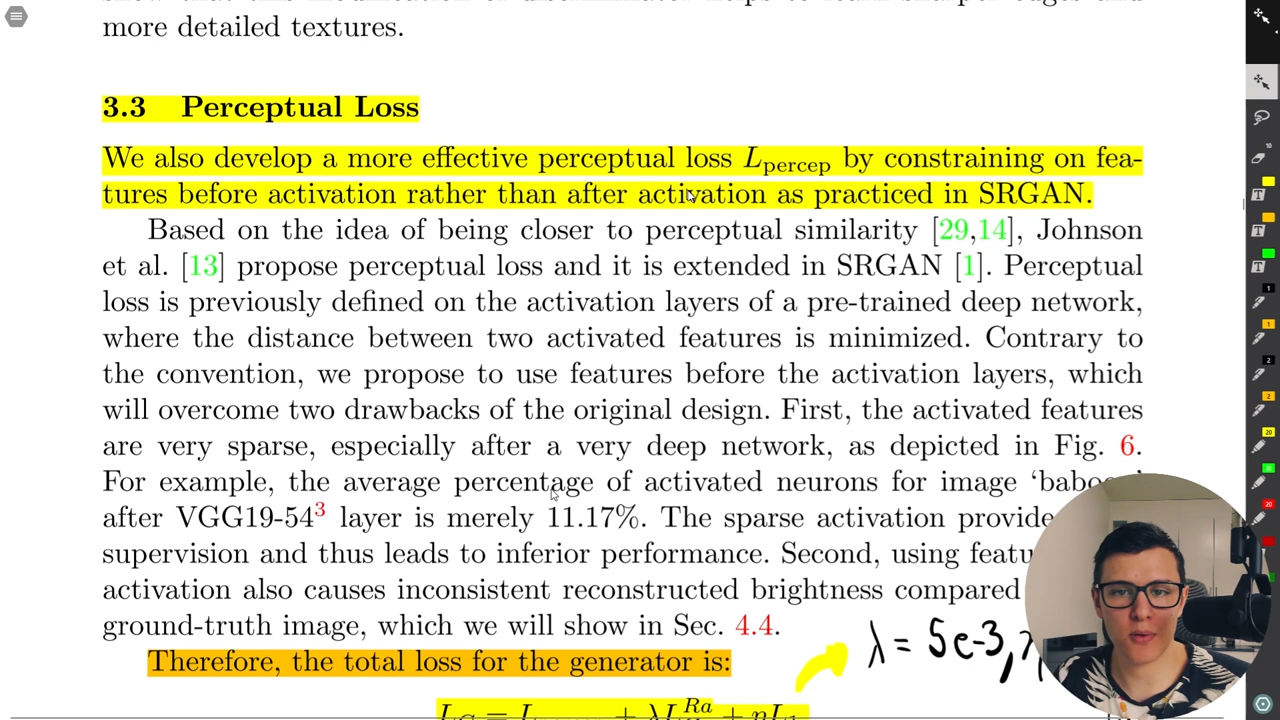 more detailed textures.
3.3 Perceptual Loss
We also develop a more effective perceptual loss Lpercep by constraining on fea-
tures before activation rather than after activation as practiced in SRGAN.
Based on the idea of being closer to perceptual similarity [29,14], Johnson
et al. [13] propose perceptual loss and it is extended in SRGAN [1]. Perceptual
loss is previously defined on the activation layers of a pre-trained deep network,
where the distance between two activated features is minimized. Contrary to
the convention, we propose to use features before the activation layers, which
will overcome two drawbacks of the original design. First, the activated features
are very sparse, especially after a very deep network, as depicted in Fig. 6.
For example, the average percentage of activated neurons for image
after VGG19-54³ layer is merely 11.17%. The sparse activation
supervision and thus leads to inferior performance. Second, using
activation also causes inconsistent reconstructed brightness compared
ground-truth image, which we will show in Sec. 4.4.
λ = 5e-3,
Therefore, the total loss for the generator is: